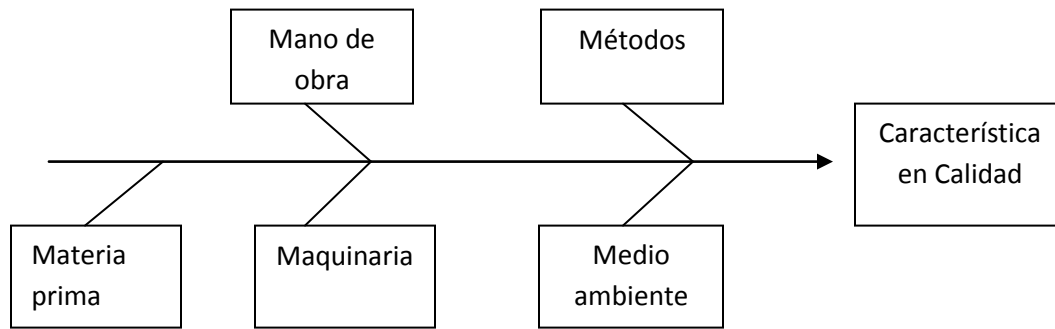 Mano de
obra
Métodos
Característica
en Calidad
Materia
prima
Maquinaria
Medio
ambiente